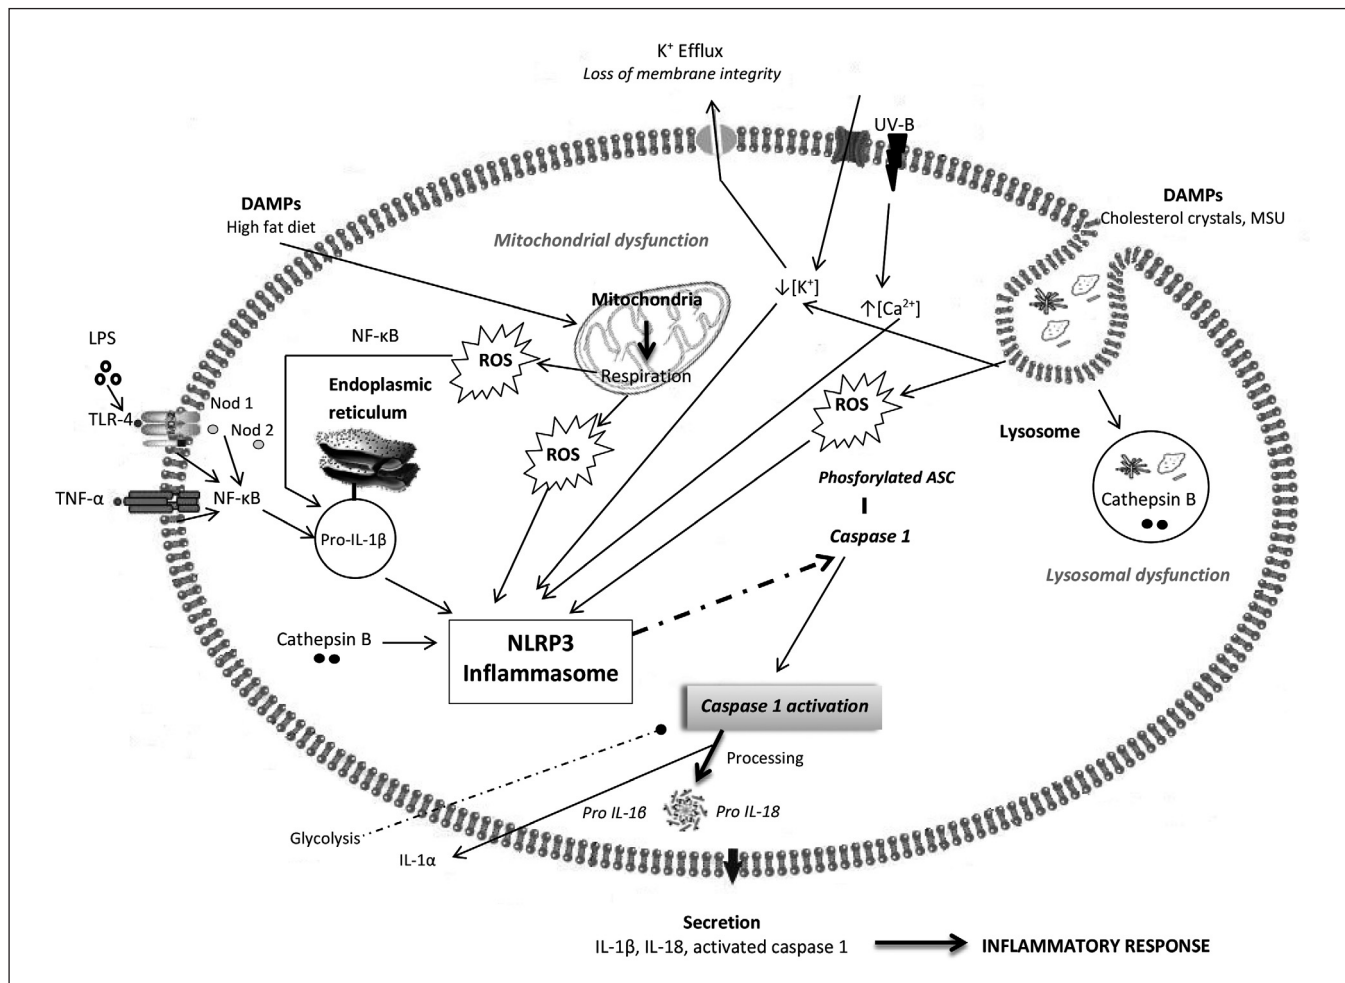 K⁺ Efflux
Loss of membrane integrity
UV-B
DAMPs
High fat diet
DAMPs
Cholesterol crystals, MSU
Mitochondrial dysfunction
↓[K⁺]
↑[Ca²⁺]
Mitochondria
Respiration
NF-κB
ROS
LPS
Endoplasmic
reticulum
TLR-4
Nod 1
Nod 2
ROS
ROS
Lysosome
Phosforylated ASC
Caspase 1
Cathepsin B
TNF-α
NF-κB
Pro-IL-1β
Lysosomal dysfunction
Cathepsin B
NLRP3
Inflammasome
Caspase 1 activation
Processing
Pro IL-1β
Pro IL-18
Glycolysis
IL-1α
Secretion
IL-1β, IL-18, activated caspase 1
INFLAMMATORY RESPONSE